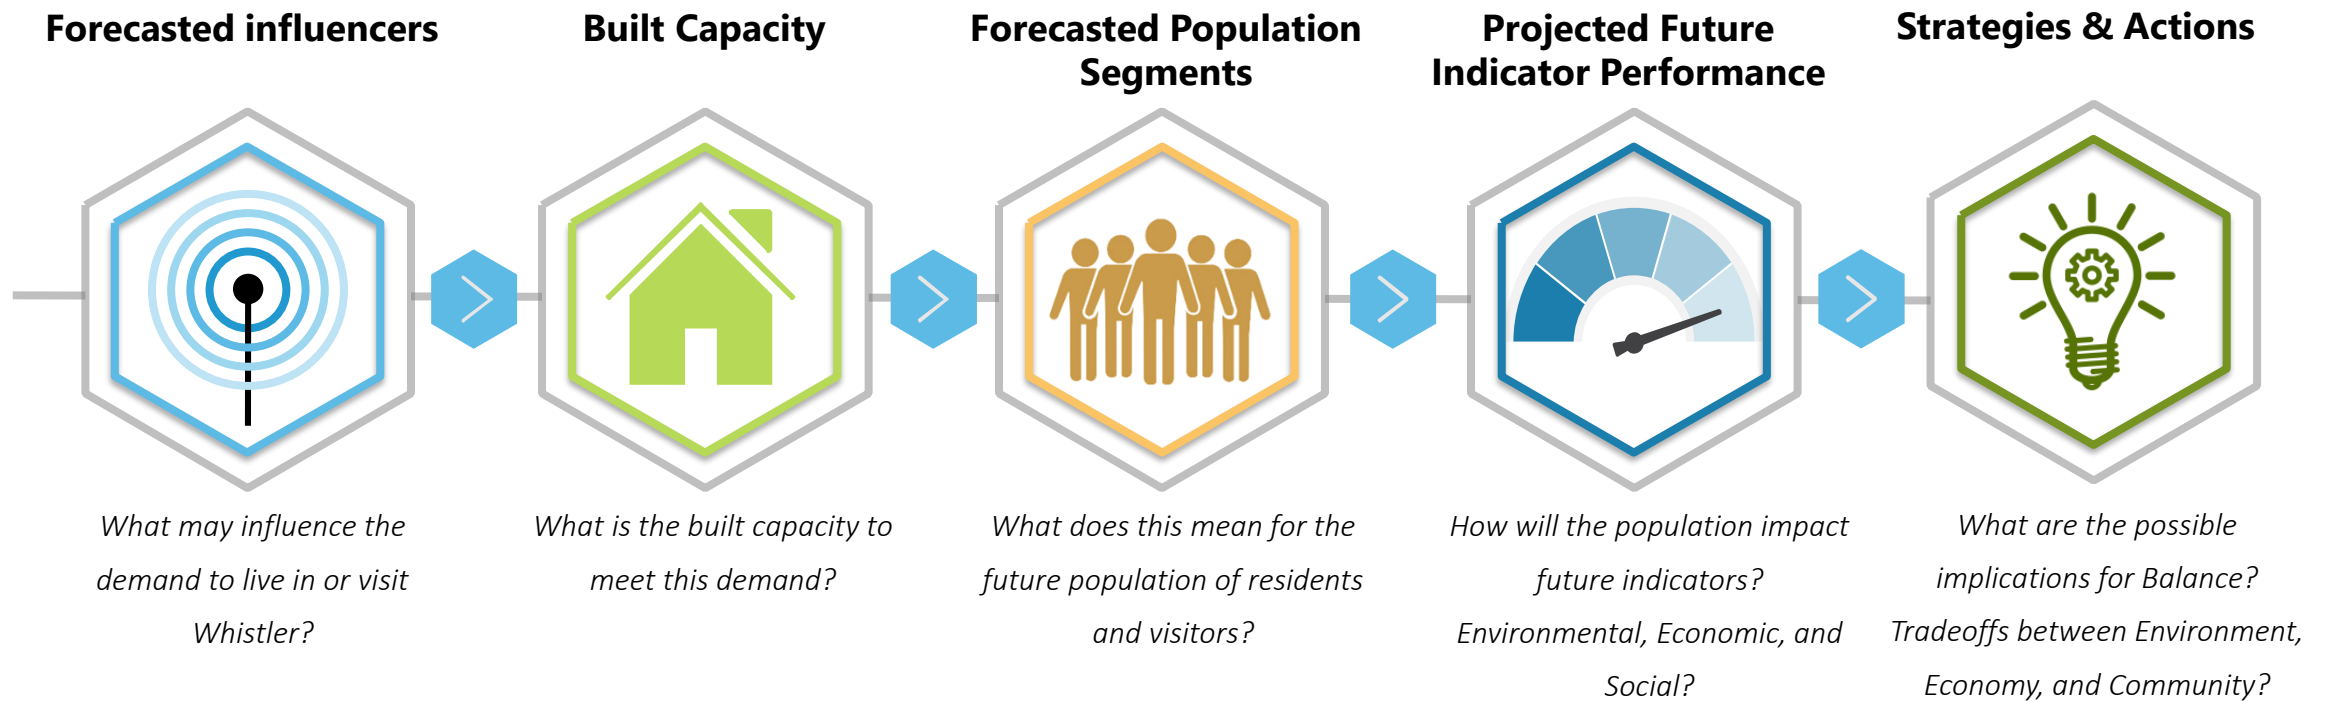 Forecasted influencers
Built Capacity
Forecasted Population
Segments
Projected Future
Indicator Performance
Strategies & Actions
What may influence the
demand to live in or visit
Whistler?
What is the built capacity to
meet this demand?
What does this mean for the
future population of residents
and visitors?
How will the population impact
future indicators?
Environmental, Economic, and
Social?
What are the possible
implications for Balance?
Tradeoffs between Environment,
Economy, and Community?